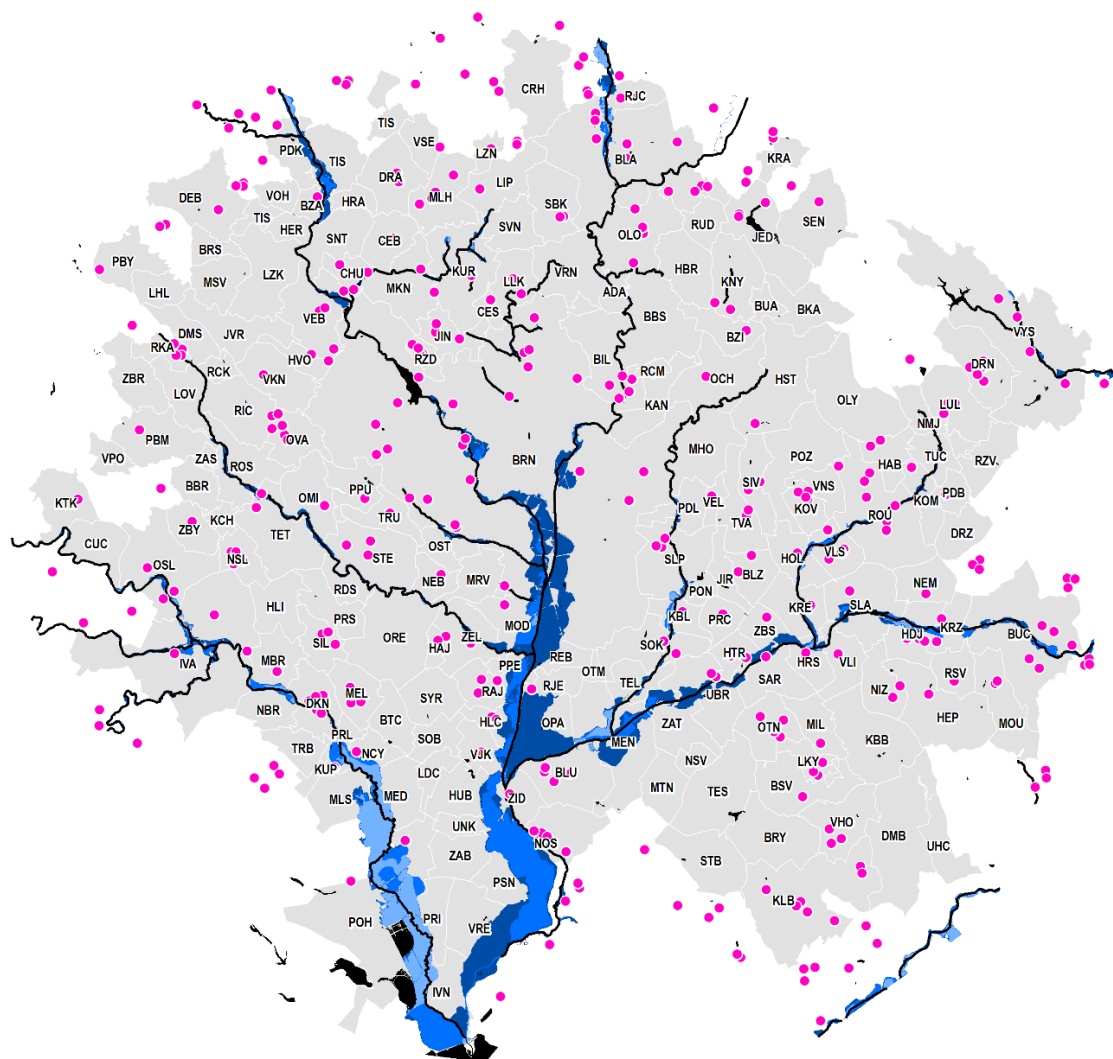 CRH
RJC
TIS
VSE
PDK
TIS
LZN
BLA
KRA
DRA
LIP
DEB
VOH
BZA
HRA
MLH
SEN
TIS
SBK
HER
SVN
OLO
RUD
JED
BRS
SNT
CEB
PBY
MSV
LZK
CHU
KUR
VRN
HBR
MKN
LLK
KNY
LHL
ADA
BUA
VEB
CES
BBS
BKA
DMS
JVR
JIN
BZI
VYS
RKA
HVO
RZD
BIL
DRN
ZBR
RCK
VKN
RCM
OCH
HST
LOV
OLY
RIC
KAN
LUL
PBM
OVA
NMJ
VPO
ZAS
ROS
BRN
MHO
POZ
HAB
TUC
RZV
BBR
KTK
OMI
PPU
VEL
SIV
VNS
KOM
PDB
KCH
TRU
PDL
KOV
ROU
ZBY
TET
TVA
CUC
OST
DRZ
NSL
STE
SLP
HOL
VLS
OSL
NEB
MRV
JIR
BLZ
RDS
PON
NEM
HLI
KBL
KRE
SLA
PRS
MOD
PRC
ZBS
KRZ
SIL
ORE
HAJ
ZEL
SOK
HDJ
BUC
IVA
MBR
PPE
REB
HTR
HRS
VLI
OTM
SAR
RSV
MEL
RAJ
RJE
TEL
UBR
NIZ
DKN
SYR
NBR
BTC
HLC
OPA
ZAT
OTN
MIL
HEP
MOU
PRL
SOB
MEN
KBB
TRB
NCY
VJK
NSV
LKY
KUP
LDC
BLU
MTN
TES
BSV
MLS
MED
HUB
ZID
UNK
NOS
VHO
BRY
DMB
ZAB
STB
UHC
PSN
KLB
POH
PRI
VRE
IVN